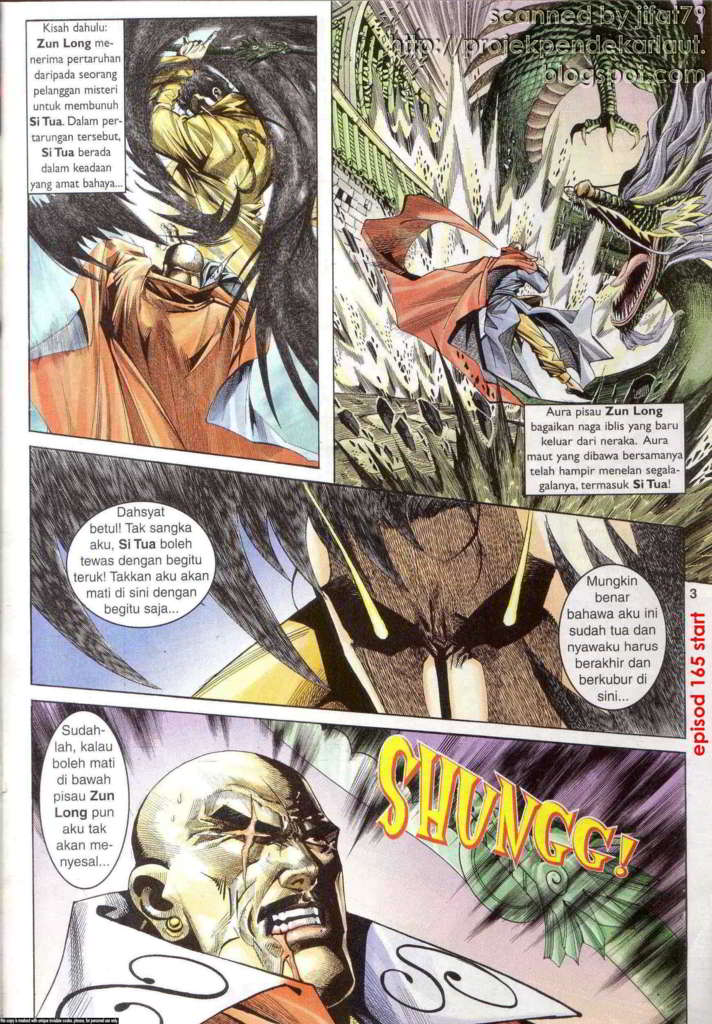 scanned by jifat79
http://projekpendekarlaut.
blogspot.com
Kisah dahulu:
Zun Long me-
nerima pertaruhan
daripada seorang
pelanggan misteri
untuk membunuh
Si Tua. Dalam per-
tarungan tersebut,
Si Tua berada
dalam keadaan
yang amat bahaya...
Aura pisau Zun Long
bagaikan naga iblis yang baru
keluar dari neraka. Aura
maut yang dibawa bersamanya
telah hampir menelan segala-
galanya, termasuk Si Tua!
Dahsyat
betul! Tak sangka
aku, Si Tua boleh
tewas dengan begitu
teruk! Takkan aku akan
mati di sini dengan
begitu saja...
Mungkin
benar
bahawa aku ini
sudah tua dan
nyawaku harus
berakhir dan
berkubur di
sini...
3
episod 165 start
Sudah-
lah, kalau
boleh mati
di bawah
pisau Zun
Long pun
aku tak
akan me-
nyesal...
SHUNGG!